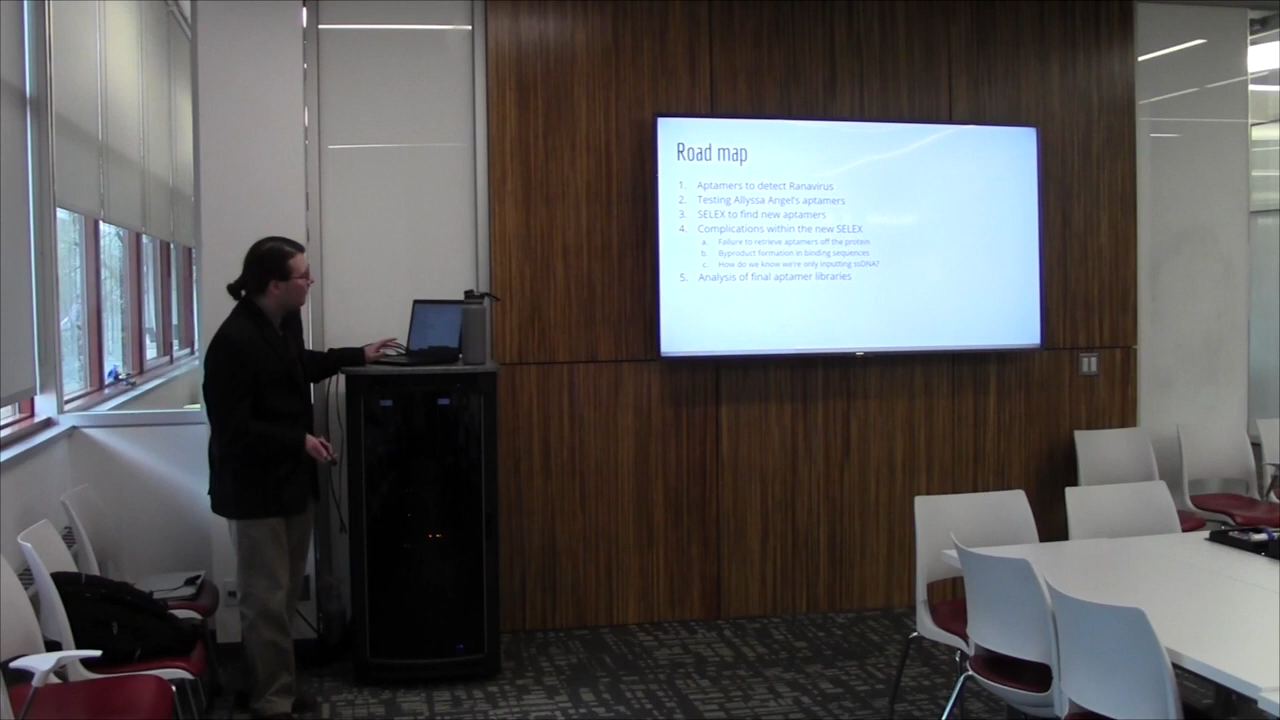 Road map
1. Aptamers to detect Ranavirus
2. Testing Allyssa Angel's aptamers
3. SELEX to find new aptamers
4. Complications within the new SELEX
a. Failure to retrieve aptamers off the protein
b. Byproduct formation in binding sequences
c. How do we know we're only inputting ssDNA?
5. Analysis of final aptamer libraries